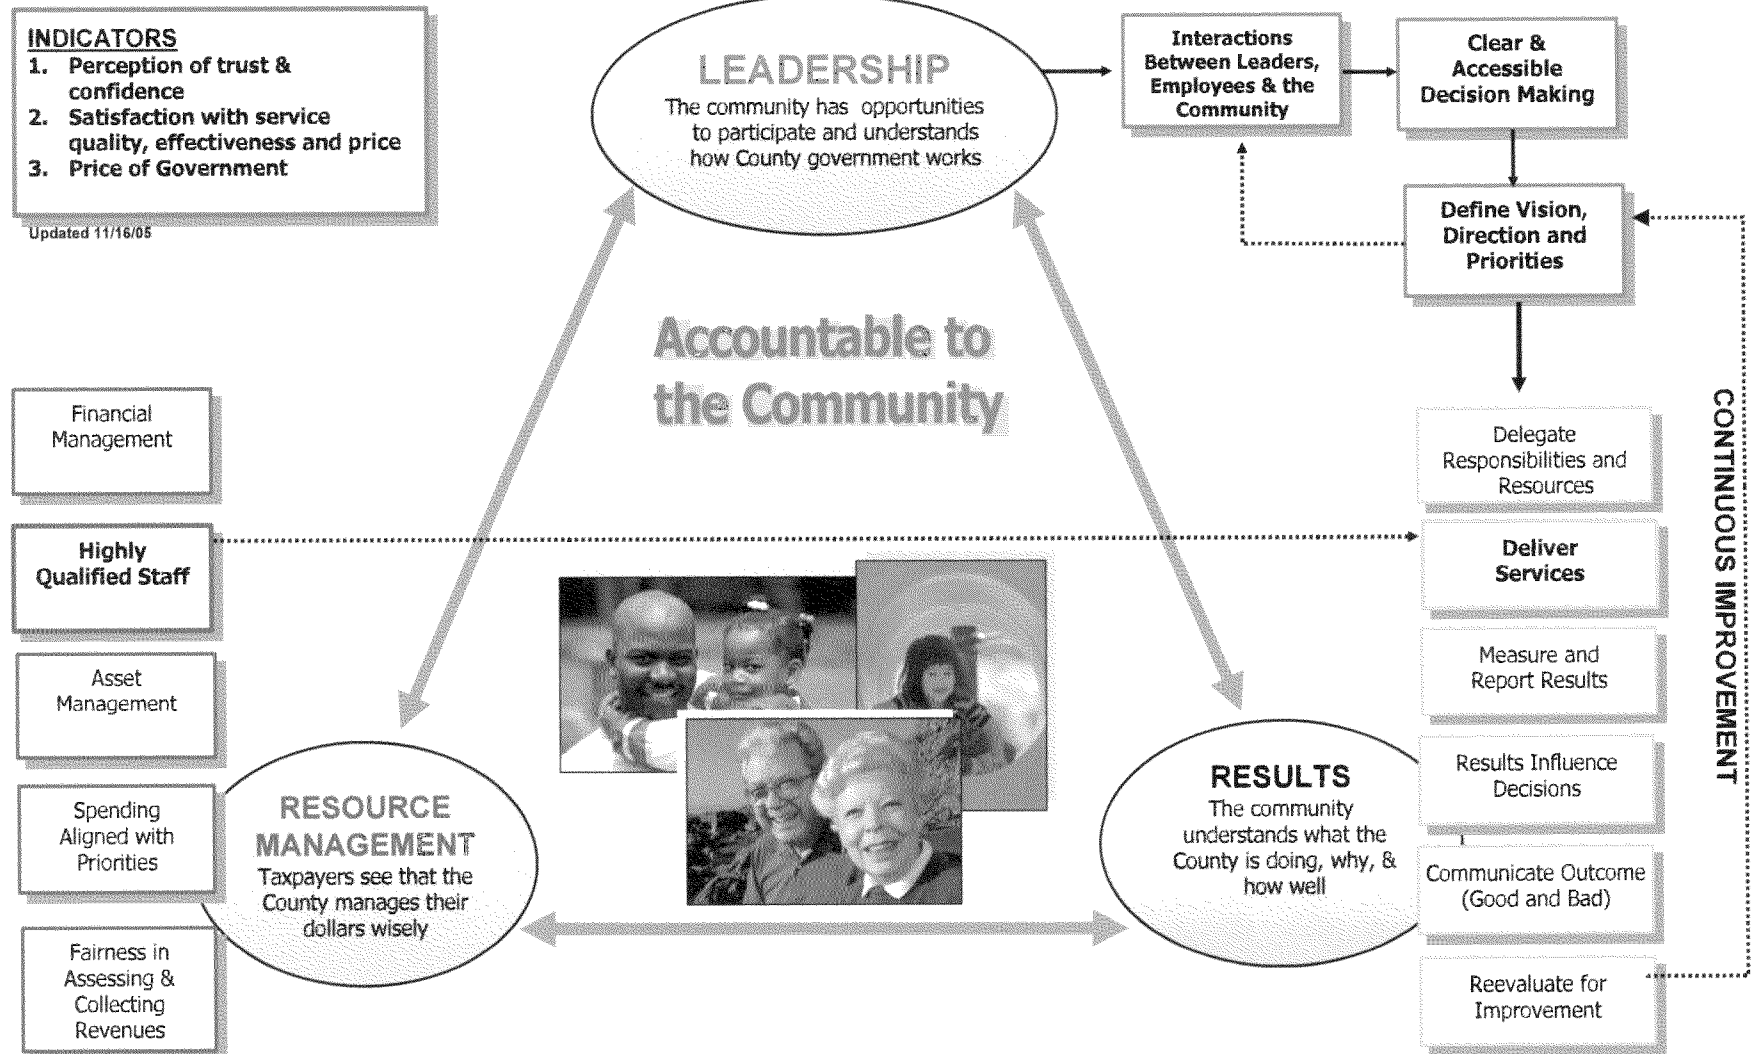 INDICATORS
1. Perception of trust &
confidence
2. Satisfaction with service
quality, effectiveness and price
3. Price of Government
Updated 11/16/05
LEADERSHIP
The community has opportunities
to participate and understands
how County government works
Interactions
Between Leaders,
Employees & the
Community
Clear &
Accessible
Decision Making
Define Vision,
Direction and
Priorities
Accountable to
the Community
Financial
Management
Highly
Qualified Staff
Asset
Management
Spending
Aligned with
Priorities
Fairness in
Assessing &
Collecting
Revenues
RESOURCE
MANAGEMENT
Taxpayers see that the
County manages their
dollars wisely
RESULTS
The community
understands what the
County is doing, why, &
how well
Delegate
Responsibilities and
Resources
Deliver
Services
Measure and
Report Results
Results Influence
Decisions
Communicate Outcome
(Good and Bad)
Reevaluate for
Improvement
CONTINUOUS IMPROVEMENT